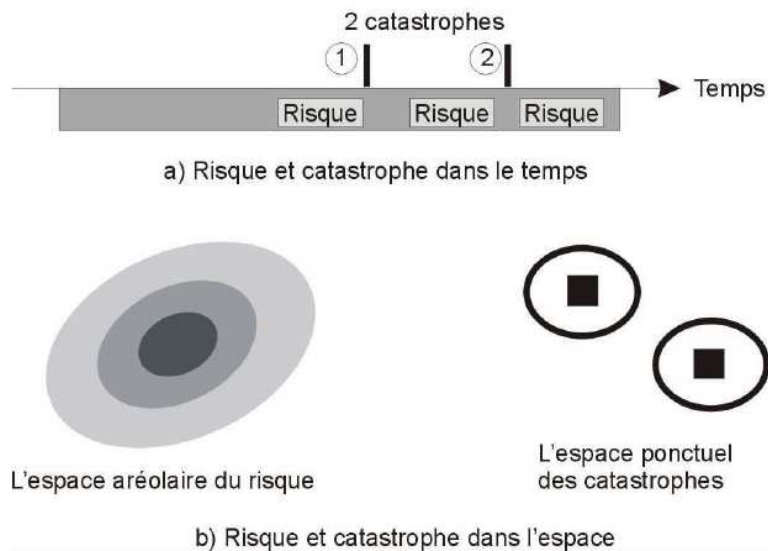 2 catastrophes
1 2
Temps
Risque Risque Risque
a) Risque et catastrophe dans le temps
L'espace aréolaire du risque
L'espace ponctuel
des catastrophes
b) Risque et catastrophe dans l'espace